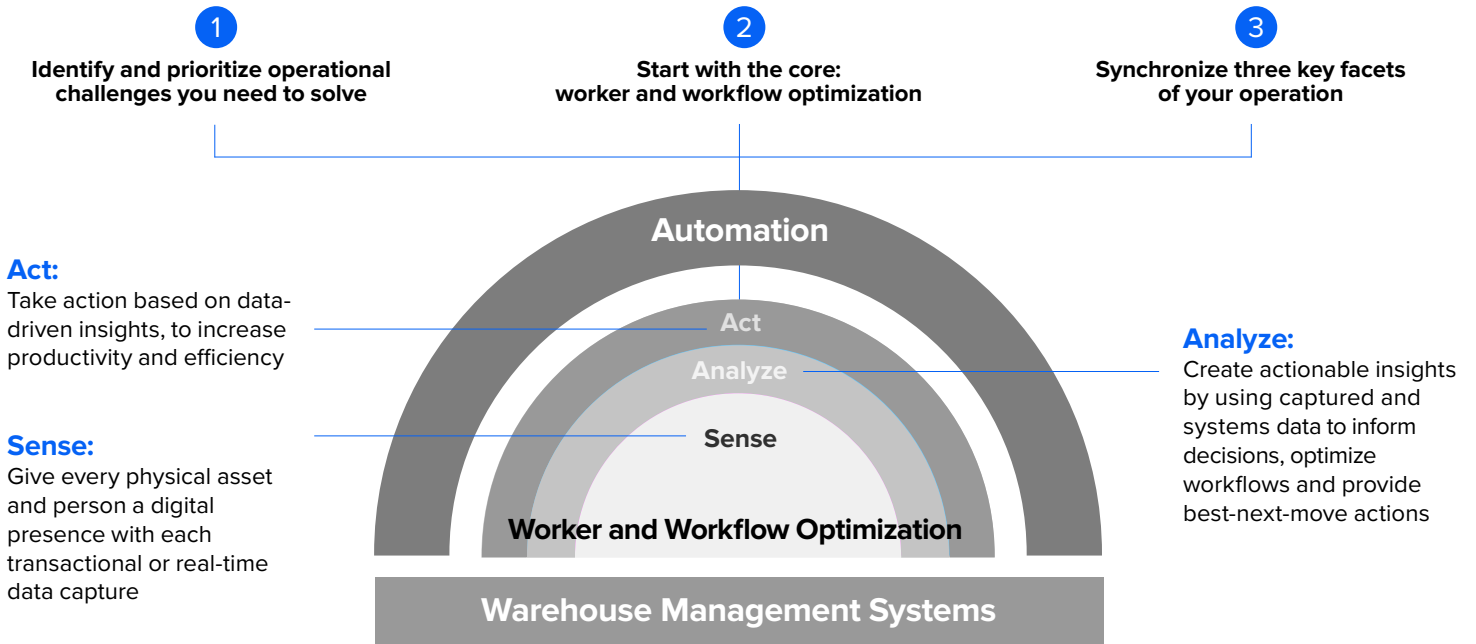 1
Identify and prioritize operational
challenges you need to solve
2
Start with the core:
worker and workflow optimization
3
Synchronize three key facets
of your operation
Automation
Act:
Take action based on data-
driven insights, to increase
productivity and efficiency
Act
Analyze
Sense
Analyze:
Create actionable insights
by using captured and
systems data to inform
decisions, optimize
workflows and provide
best-next-move actions
Sense:
Give every physical asset
and person a digital
presence with each
transactional or real-time
data capture
Worker and Workflow Optimization
Warehouse Management Systems